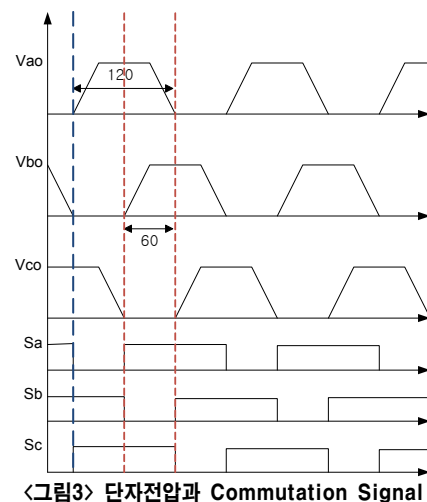 Vao
120
Vbo
60
Vco
Sa
Sb
Sc
<그림3> 단자전압과 Commutation Signal